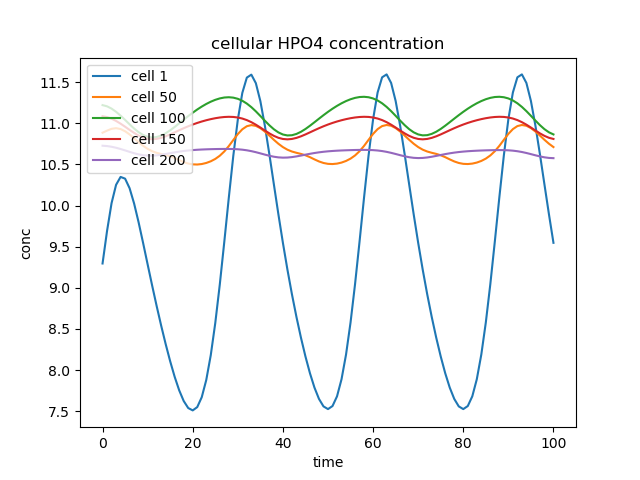 cellular HPO4 concentration
cell 1
cell 50
cell 100
cell 150
cell 200
conc
11.5
11.0
10.5
10.0
9.5
9.0
8.5
8.0
7.5
0 20 40 60 80 100
time